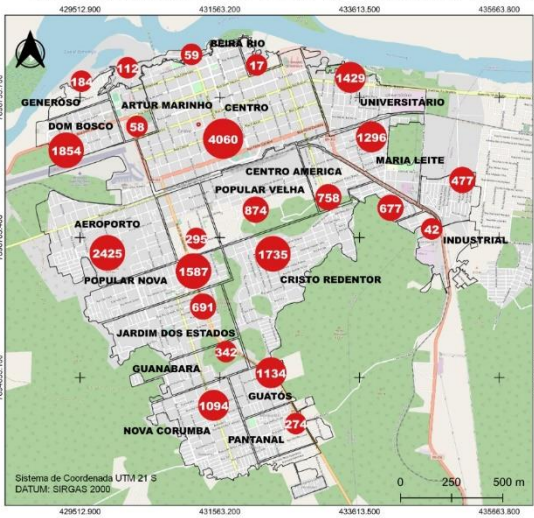 429512.900 431563.200 433613.500 435663.800
BEIRA RIO
59
17
112
184
1429
GENEROSO
ARTUR MARINHO
CENTRO
UNIVERSITÁRIO
DOM BOSCO
58
4060
1296
1854
MARIA LEITE
CENTRO AMERICA
477
POPULAR VELHA
758
874
677
AEROPORTO
42
295
INDUSTRIAL
2425
1735
1587
POPULAR NOVA
CRISTO REDENTOR
691
JARDIM DOS ESTADOS
342
GUANABARA
1134
GUATÓS
1094
274
NOVA CORUMBA
PANTANAL
Sistema de Coordenada UTM 21 S
DATUM: SIRGAS 2000
0 250 500 m
429512.900 431563.200 433613.500 435663.800